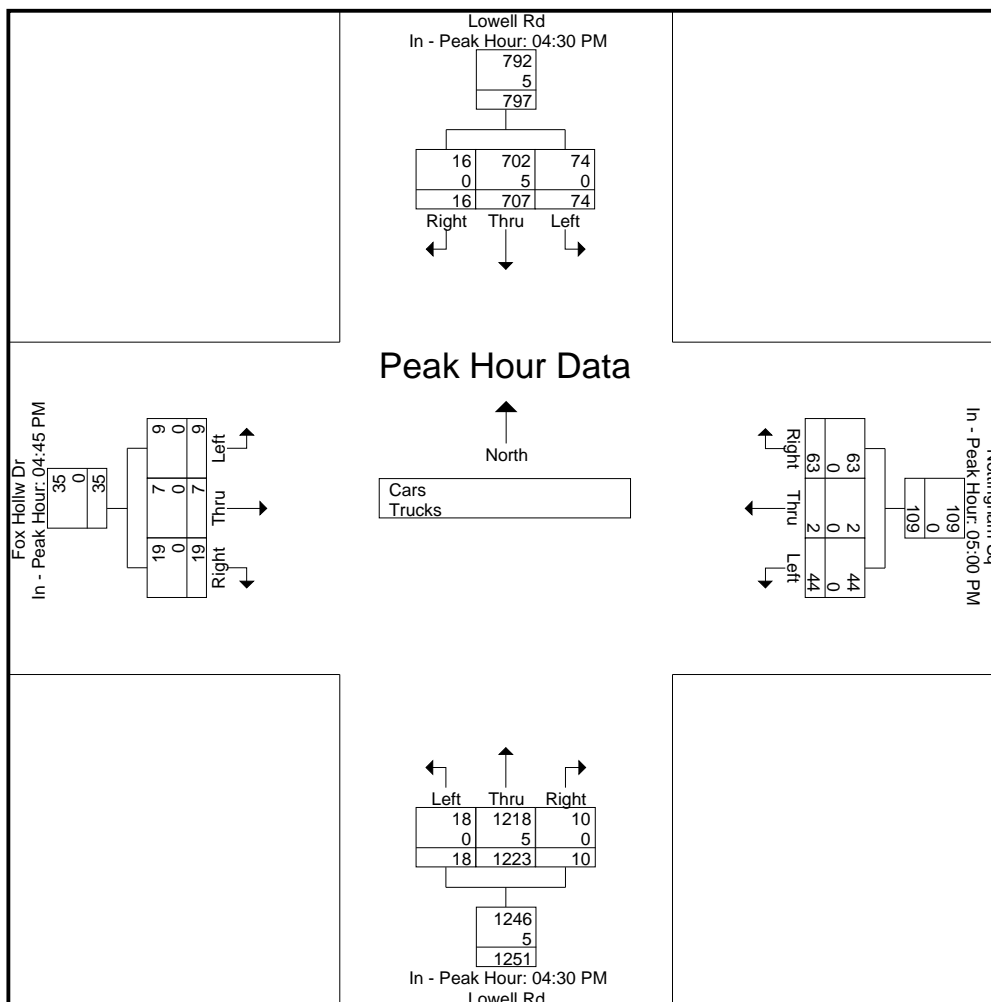 Lowell Rd
In - Peak Hour: 04:30 PM
792
5
797
16 702 74
0 5 0
16 707 74
Right Thru Left
Peak Hour Data
North
Cars
Trucks
Fox Hollw Dr
In - Peak Hour: 04:45 PM
35
0
35
9 7 19
0 0 0
9 7 19
Left Thru Right
Right Thru Left
63 2 44
0 0 0
63 2 44
109
0
109
In - Peak Hour: 05:00 PM
Nottingham Sq
Left Thru Right
18 1218 10
0 5 0
18 1223 10
1246
5
1251
In - Peak Hour: 04:30 PM
Lowell Rd